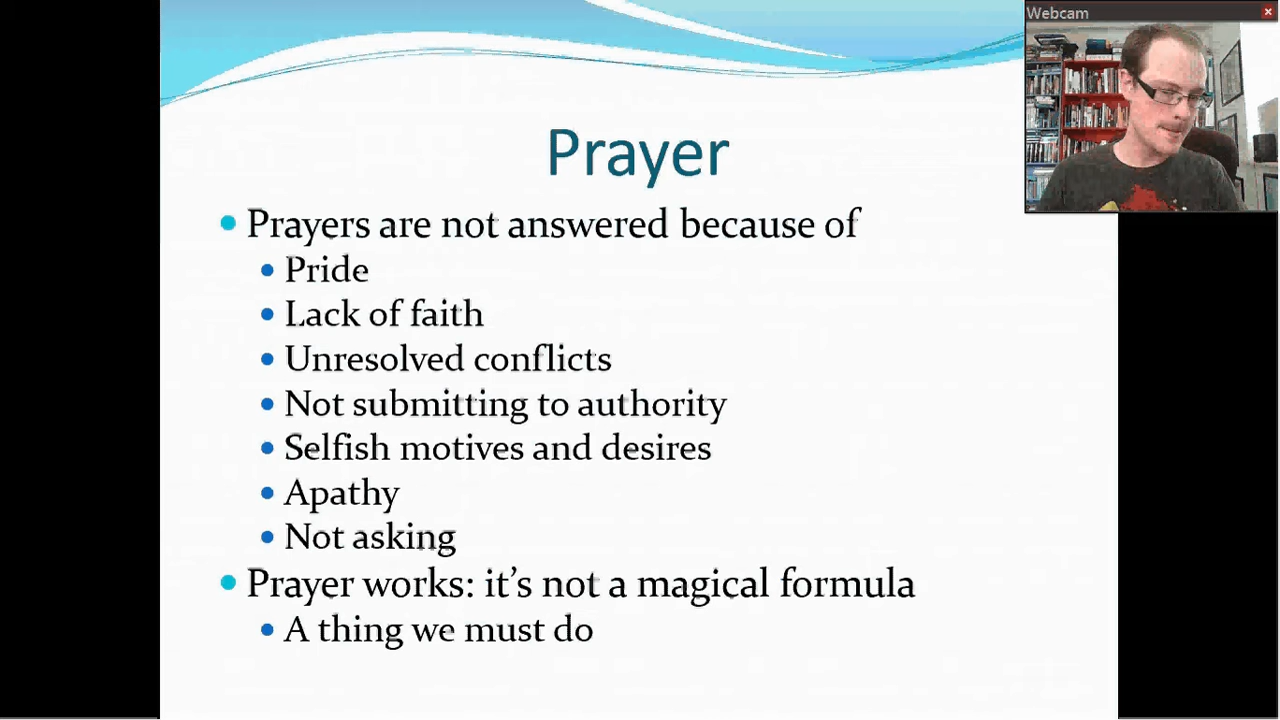 Webcam
Prayer
Prayers are not answered because of
Pride
Lack of faith
Unresolved conflicts
Not submitting to authority
Selfish motives and desires
Apathy
Not asking
Prayer works: it's not a magical formula
A thing we must do